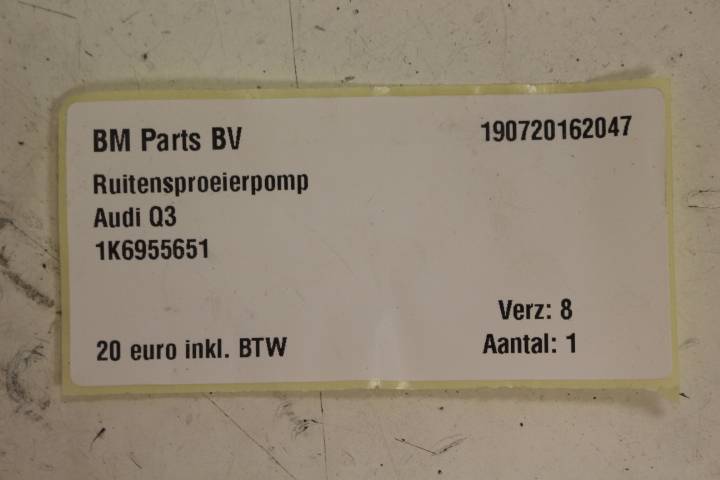 BM Parts BV
190720162047
Ruitensproeierpomp
Audi Q3
1K6955651
Verz: 8
20 euro inkl. BTW
Aantal: 1